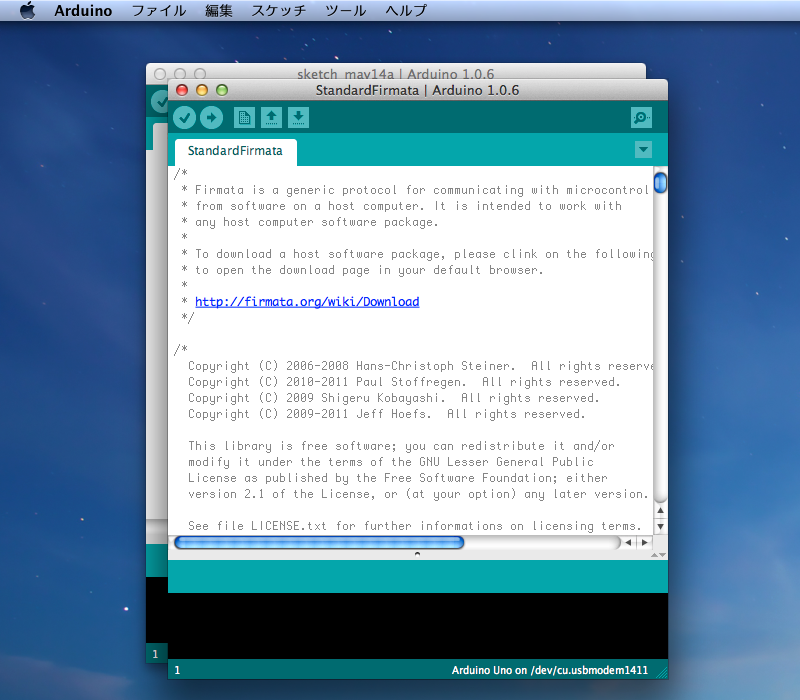 Arduino ファイル 編集 スケッチ ツール ヘルプ
sketch_may14a | Arduino 1.0.6
StandardFirmata | Arduino 1.0.6
StandardFirmata
/*
* Firmata is a generic protocol for communicating with microcontrol
* from software on a host computer. It is intended to work with
* any host computer software package.
*
* To download a host software package, please clink on the following
* to open the download page in your default browser.
*
* http://firmata.org/wiki/Download
*/
/*
Copyright (C) 2006-2008 Hans-Christoph Steiner.  All rights reserve
Copyright (C) 2010-2011 Paul Stoffregen.  All rights reserved.
Copyright (C) 2009 Shigeru Kobayashi.  All rights reserved.
Copyright (C) 2009-2011 Jeff Hoefs.  All rights reserved.
This library is free software; you can redistribute it and/or
modify it under the terms of the GNU Lesser General Public
License as published by the Free Software Foundation; either
version 2.1 of the License, or (at your option) any later version.
See file LICENSE.txt for further informations on licensing terms.
1
1 Arduino Uno on /dev/cu.usbmodem1411